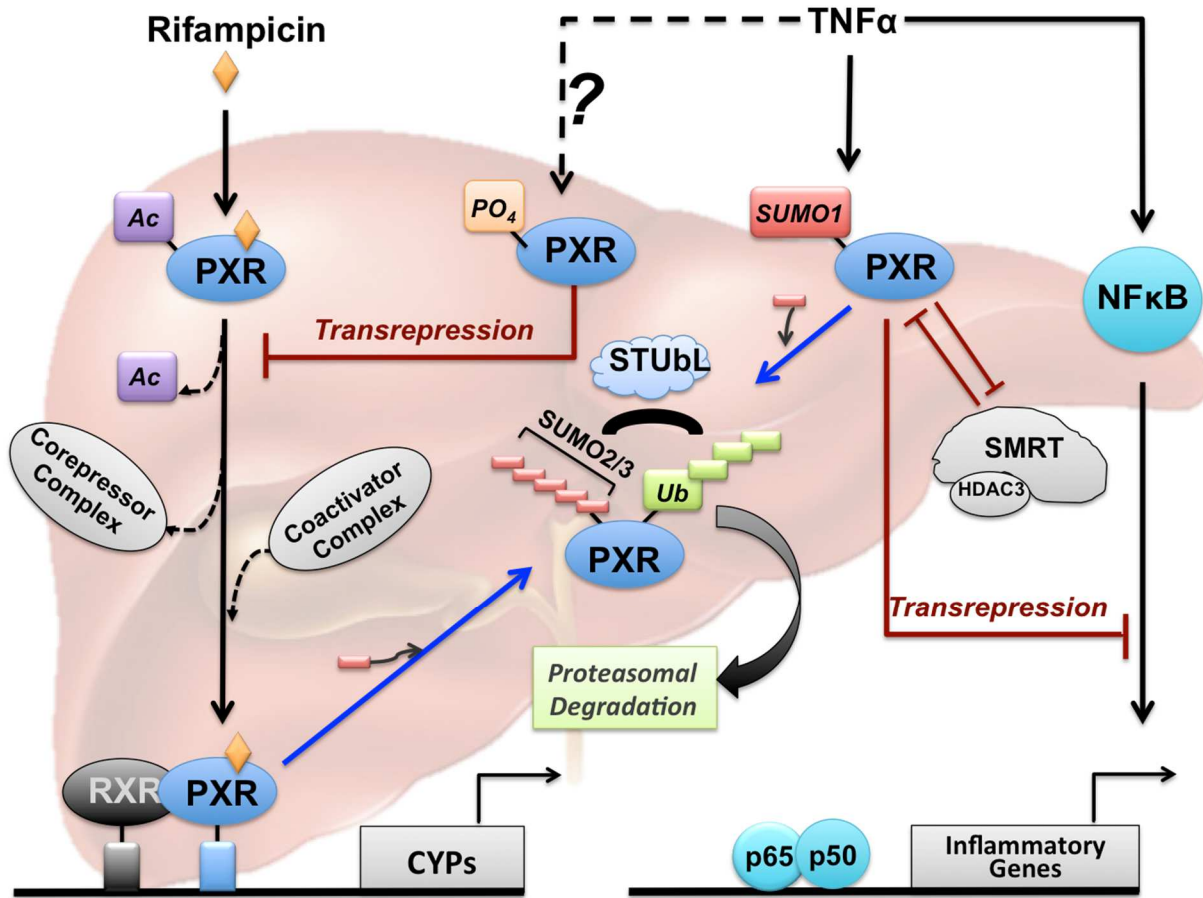 Rifampicin
TNFα
?
Ac
PXR
PO4
PXR
SUMO1
PXR
NFκB
Transrepression
Ac
STUbL
SUMO2/3
Ub
PXR
SMRT
HDAC3
Corepressor
Complex
Coactivator
Complex
Transrepression
Proteasomal
Degradation
RXR
PXR
CYPs
p65
p50
Inflammatory
Genes